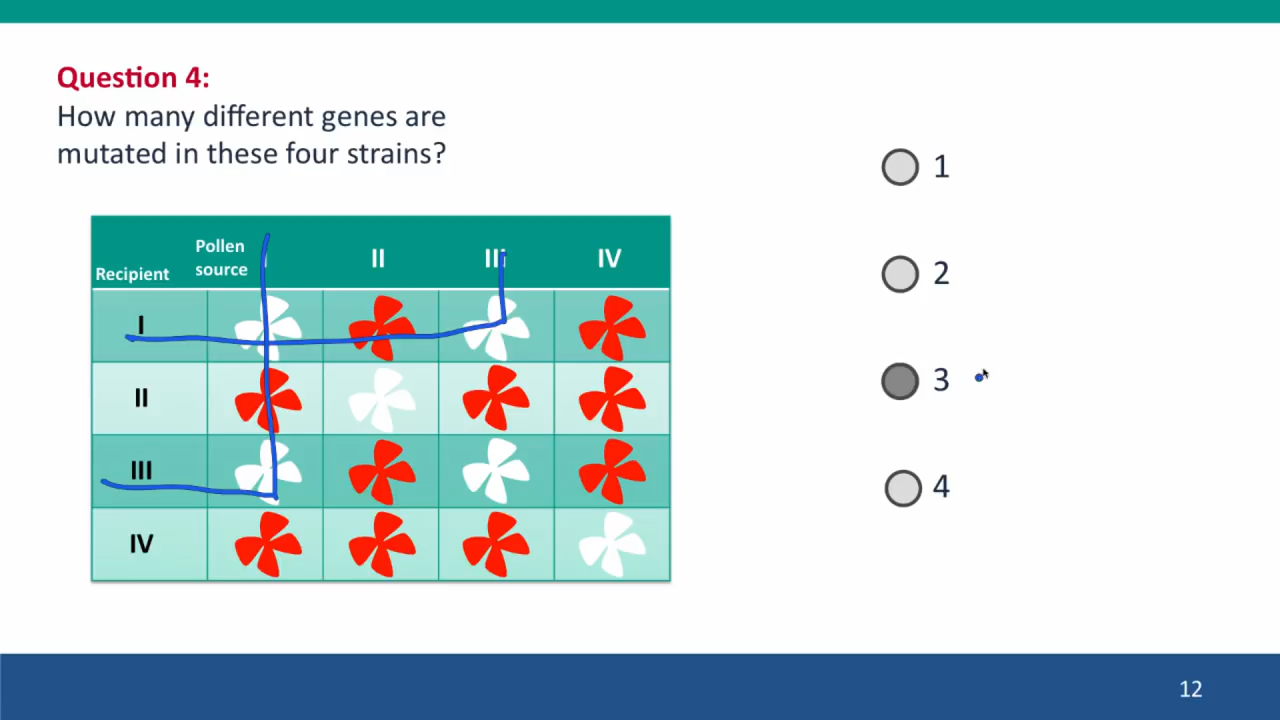 Question 4:
How many different genes are
mutated in these four strains?
Pollen
source
Recipient
I
II
IIi
IV
I
II
III
IV
1
2
3
4
12